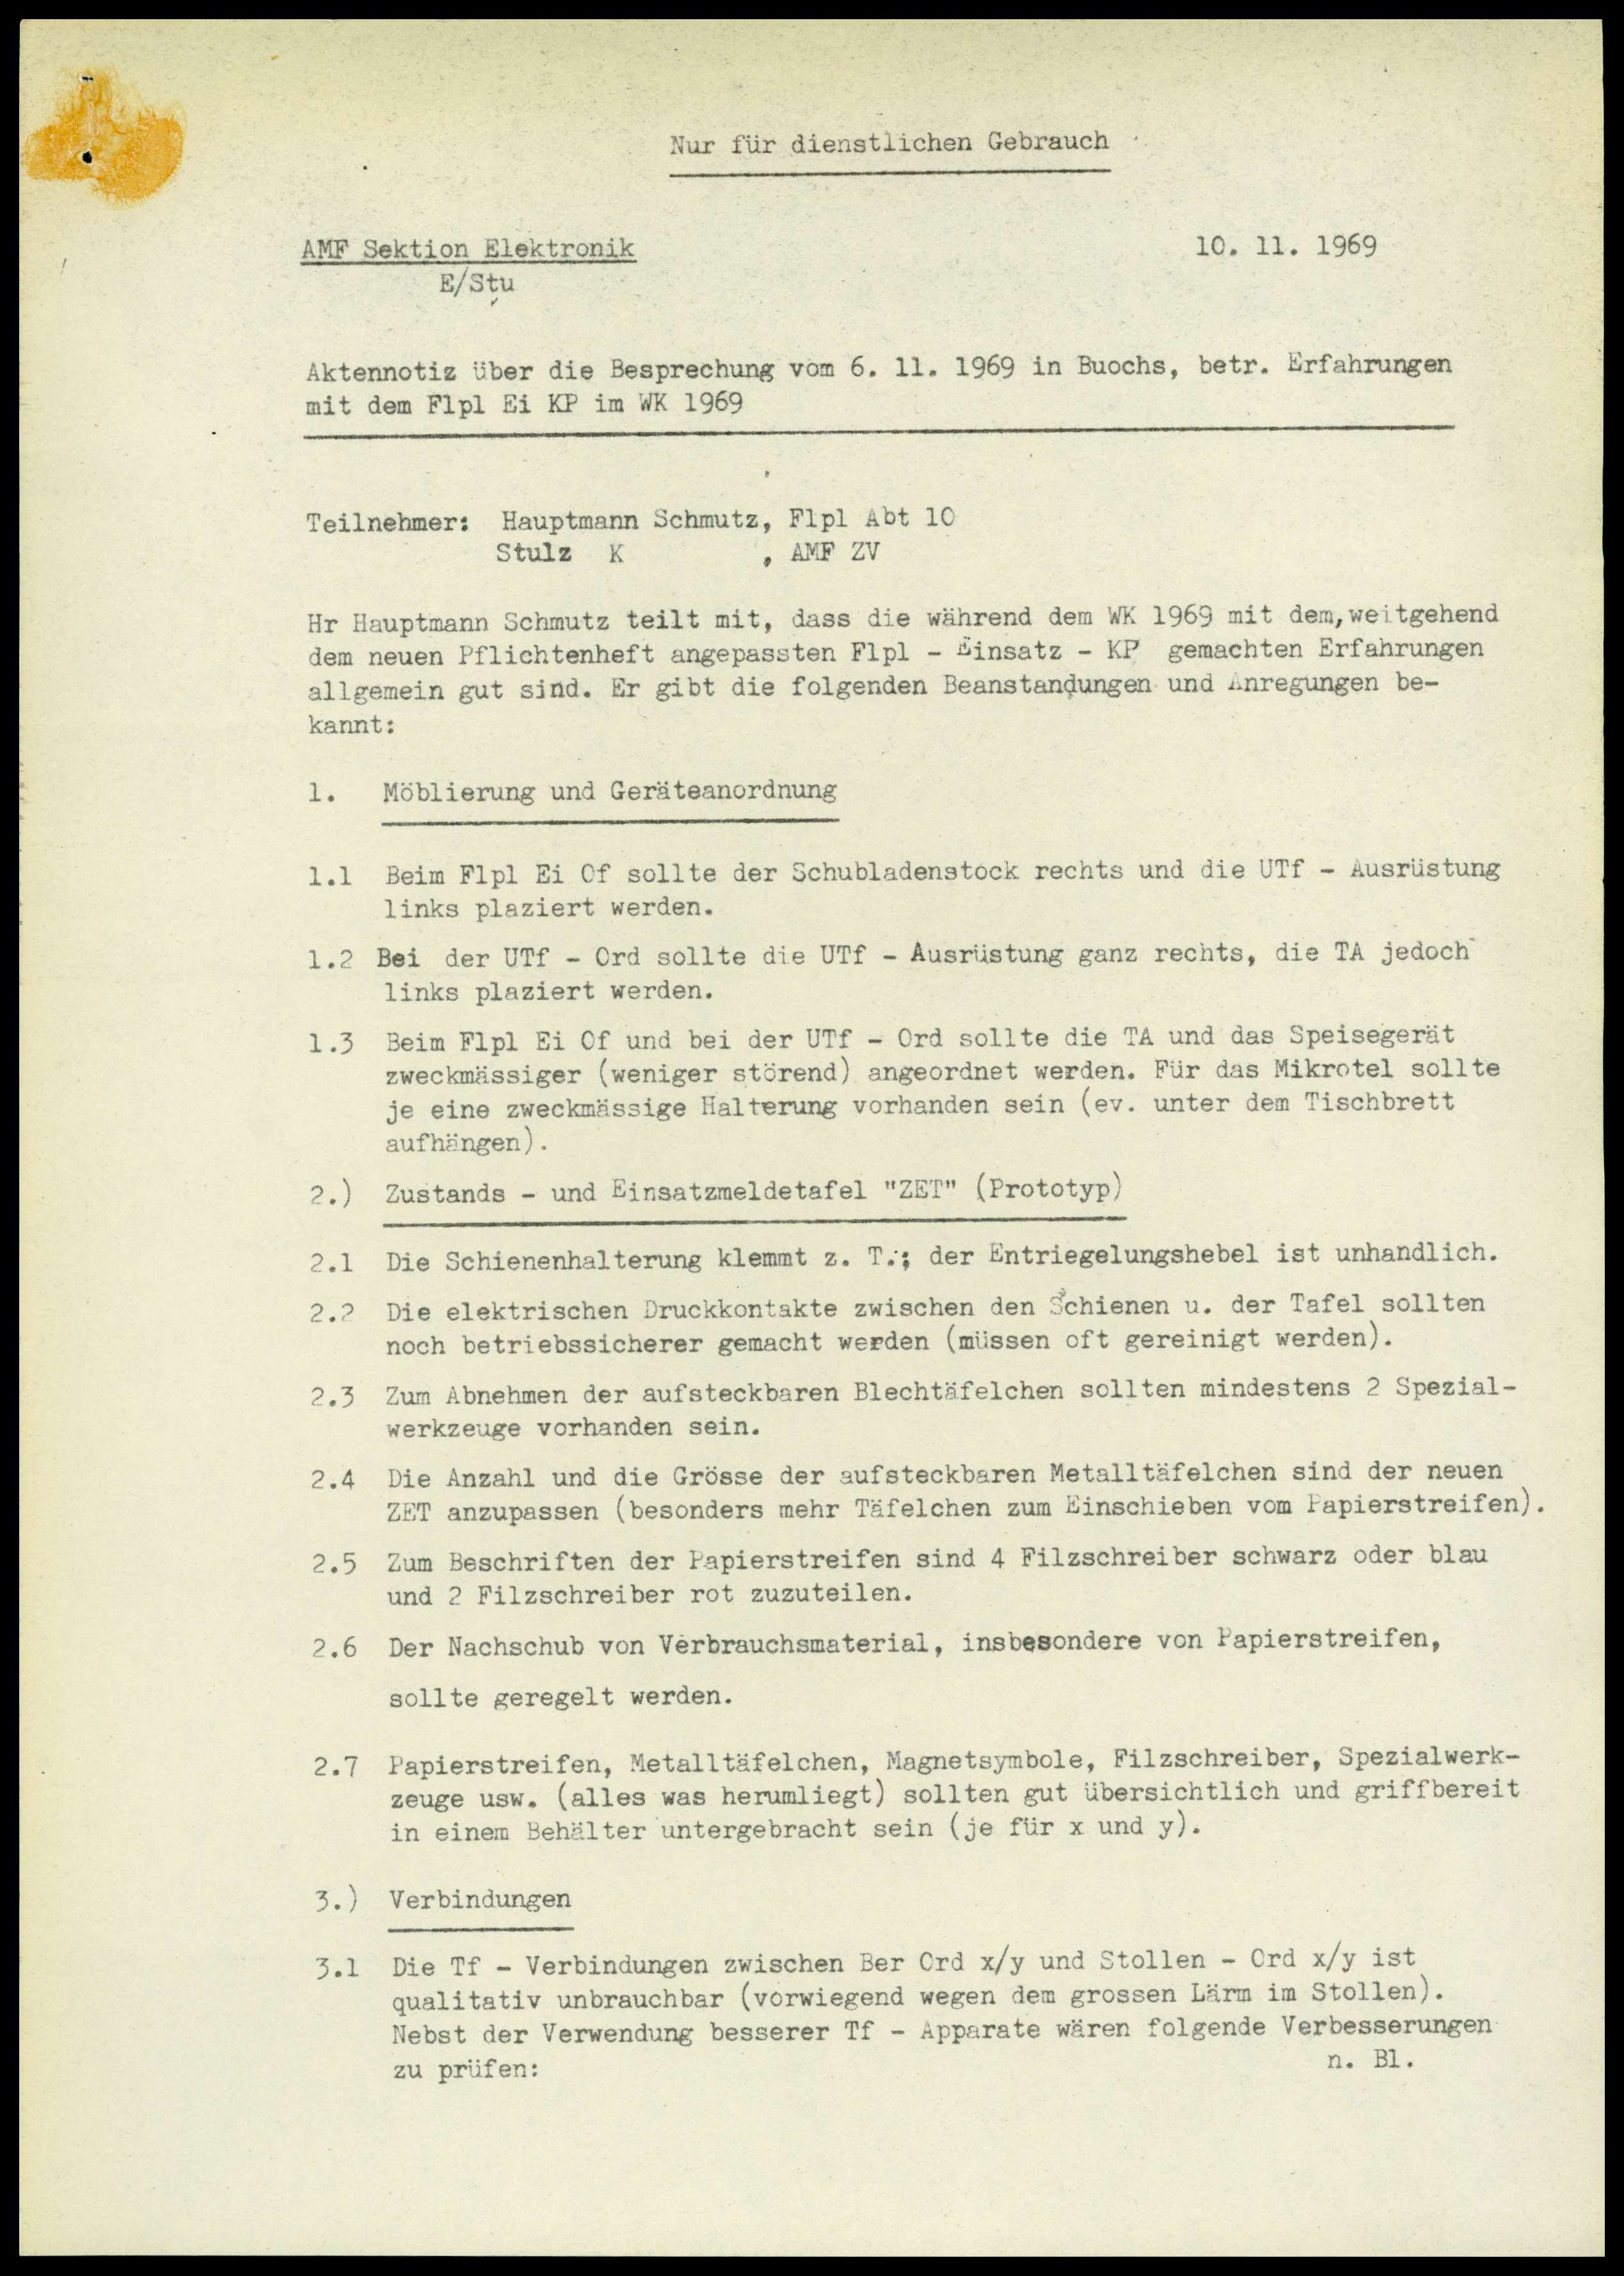 Nur für dienstlichen Gebrauch
AMF Sektion Elektronik
10. 11. 1969
E/Stu
Aktennotiz über die Besprechung vom 6. 11. 1969 in Buochs, betr. Erfahrungen
mit dem Flpl Ei KP im WK 1969
Teilnehmer: Hauptmann Schmutz, Flpl Abt 10
Stulz K , AMF ZV
Hr Hauptmann Schmutz teilt mit, dass die während dem WK 1969 mit dem, weitgehend
dem neuen Pflichtenheft angepassten Flpl - Einsatz - KP gemachten Erfahrungen
allgemein gut sind. Er gibt die folgenden Beanstandungen und Anregungen be-
kannt:
1. Möblierung und Geräteanordnung
1.1 Beim Flpl Ei Of sollte der Schubladenstock rechts und die UTf - Ausrüstung
links plaziert werden.
1.2 Bei der UTf - Ord sollte die UTf - Ausrüstung ganz rechts, die TA jedoch
links plaziert werden.
1.3 Beim Flpl Ei Of und bei der UTf - Ord sollte die TA und das Speisegerät
zweckmässiger (weniger störend) angeordnet werden. Für das Mikrotel sollte
je eine zweckmässige Halterung vorhanden sein (ev. unter dem Tischbrett
aufhängen).
2.) Zustands - und Einsatzmeldetafel "ZET" (Prototyp)
2.1 Die Schienenhalterung klemmt z. T.; der Entriegelungshebel ist unhandlich.
2.2 Die elektrischen Druckkontakte zwischen den Schienen u. der Tafel sollten
noch betriebssicherer gemacht werden (müssen oft gereinigt werden).
2.3 Zum Abnehmen der aufsteckbaren Blechtäfelchen sollten mindestens 2 Spezial-
werkzeuge vorhanden sein.
2.4 Die Anzahl und die Grösse der aufsteckbaren Metalltäfelchen sind der neuen
ZET anzupassen (besonders mehr Täfelchen zum Einschieben vom Papierstreifen).
2.5 Zum Beschriften der Papierstreifen sind 4 Filzschreiber schwarz oder blau
und 2 Filzschreiber rot zuzuteilen.
2.6 Der Nachschub von Verbrauchsmaterial, insbesondere von Papierstreifen,
sollte geregelt werden.
2.7 Papierstreifen, Metalltäfelchen, Magnetsymbole, Filzschreiber, Spezialwerk-
zeuge usw. (alles was herumliegt) sollten gut übersichtlich und griffbereit
in einem Behälter untergebracht sein (je für x und y).
3.) Verbindungen
3.1 Die Tf - Verbindungen zwischen Ber Ord x/y und Stollen - Ord x/y ist
qualitativ unbrauchbar (vorwiegend wegen dem grossen Lärm im Stollen).
Nebst der Verwendung besserer Tf - Apparate wären folgende Verbesserungen
zu prüfen:
n. Bl.